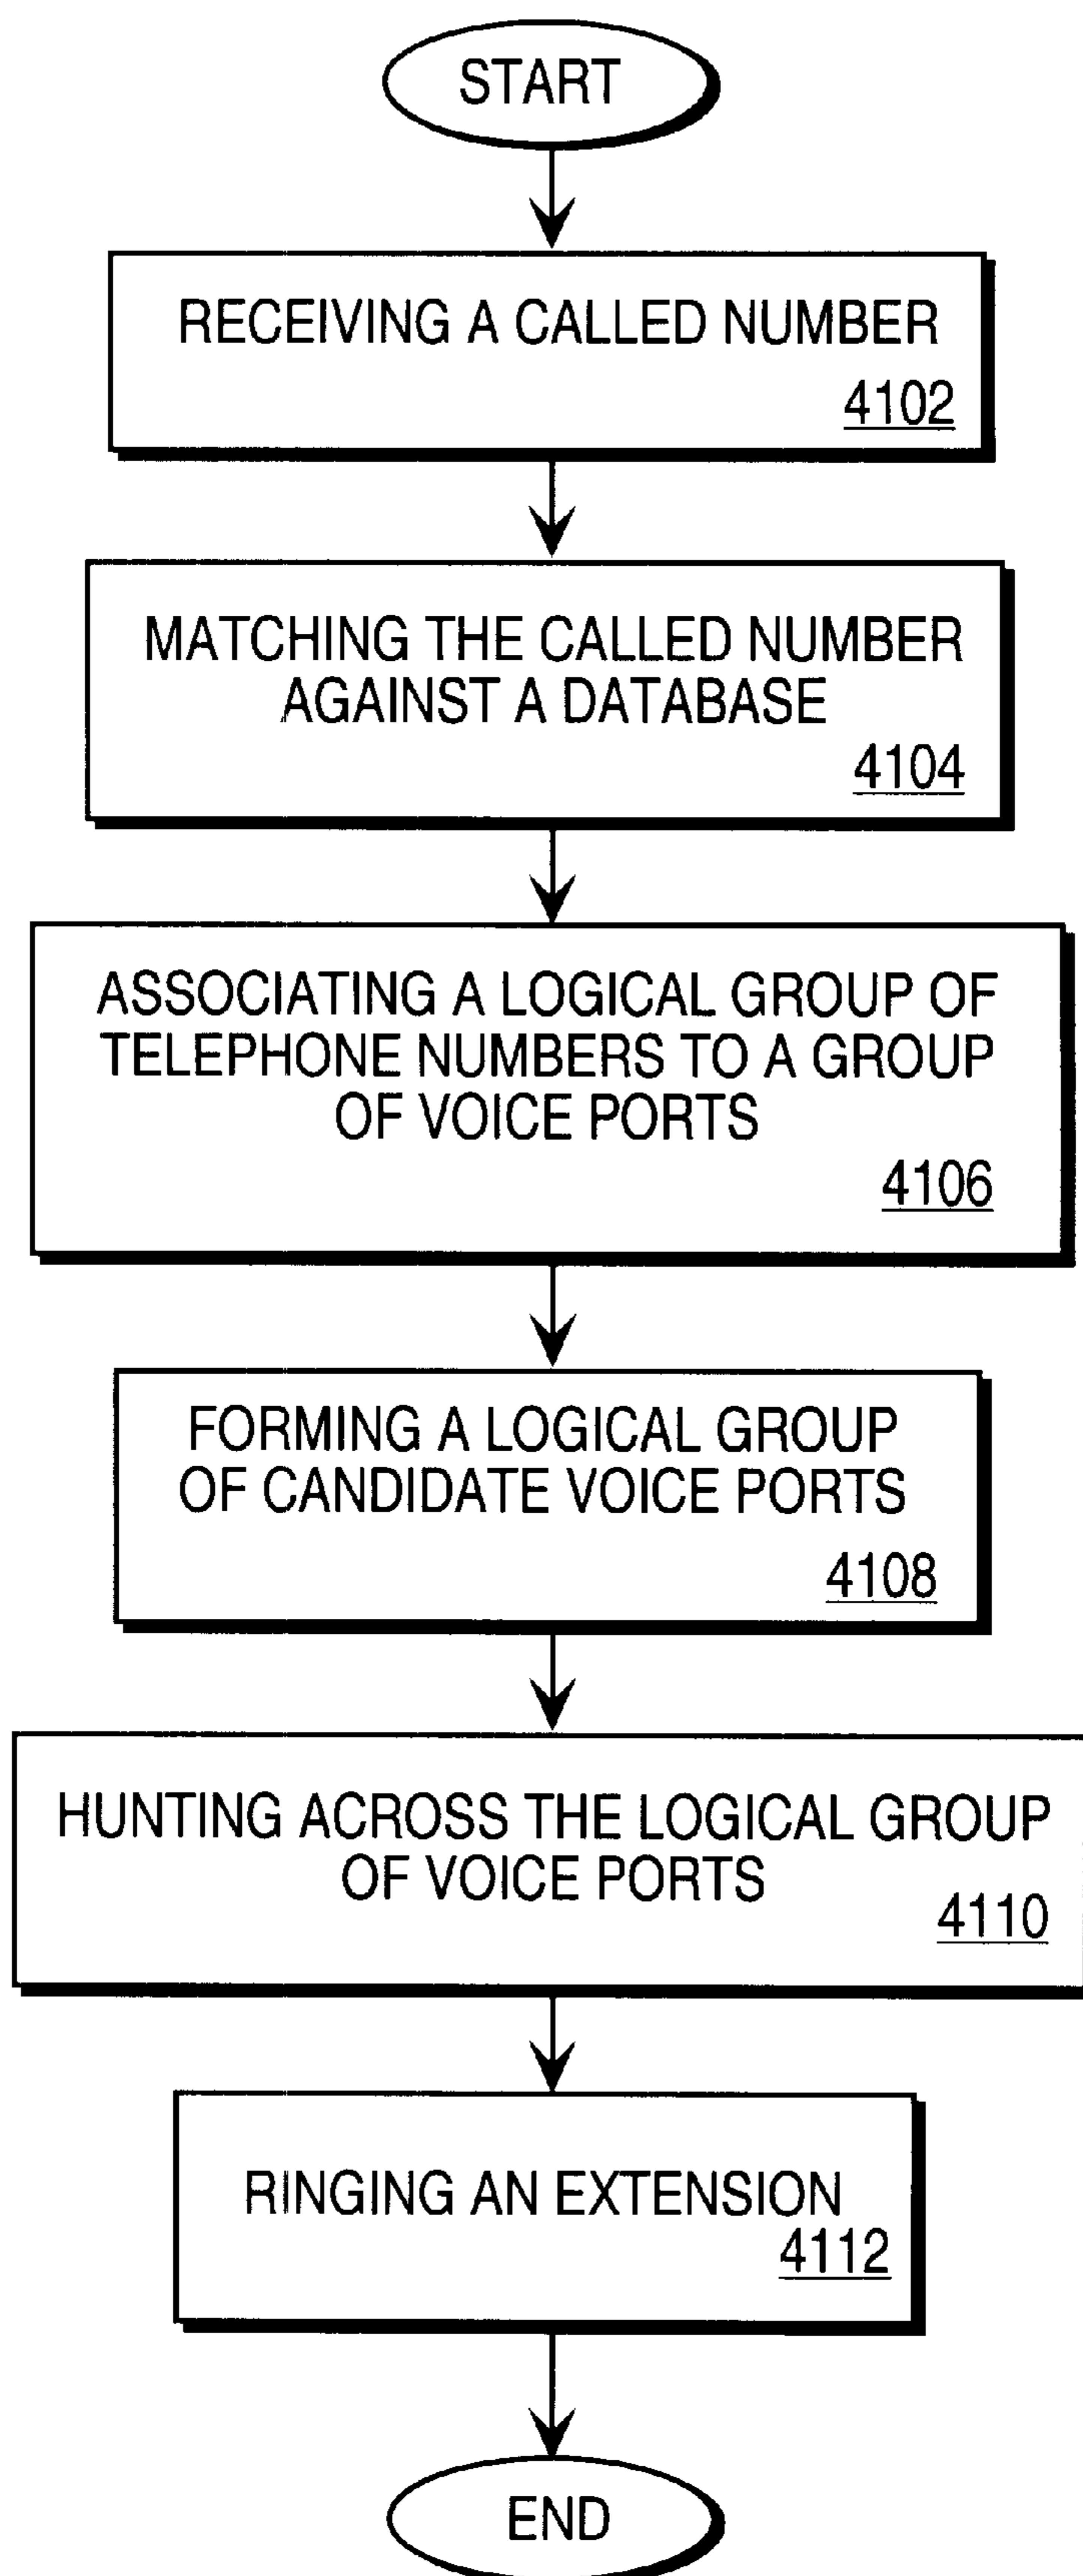 START
RECEIVING A CALLED NUMBER
4102
MATCHING THE CALLED NUMBER
AGAINST A DATABASE
4104
ASSOCIATING A LOGICAL GROUP OF
TELEPHONE NUMBERS TO A GROUP
OF VOICE PORTS
4106
FORMING A LOGICAL GROUP
OF CANDIDATE VOICE PORTS
4108
HUNTING ACROSS THE LOGICAL GROUP
OF VOICE PORTS
4110
RINGING AN EXTENSION
4112
END